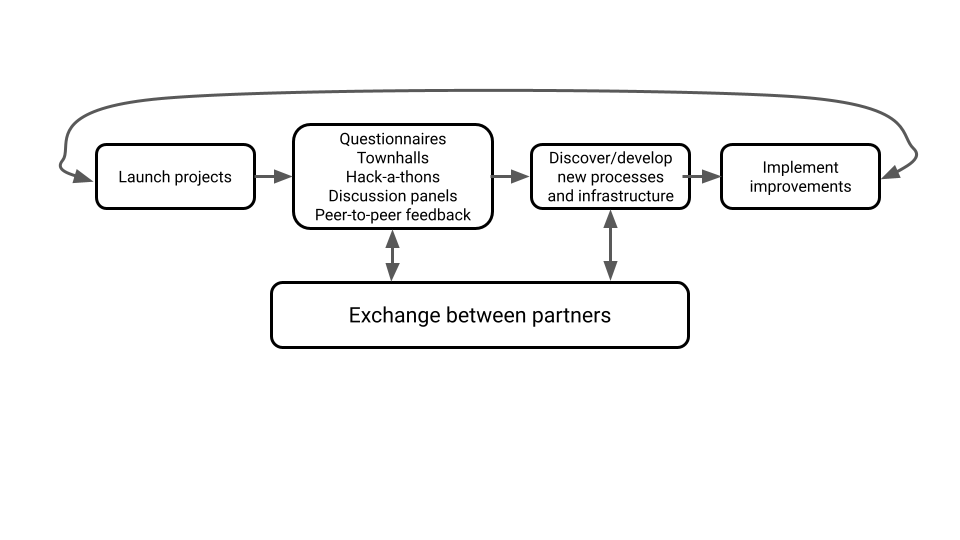 Launch projects
Questionnaires
Townhalls
Hack-a-thons
Discussion panels
Peer-to-peer feedback
Discover/develop
new processes
and infrastructure
Implement
improvements
Exchange between partners